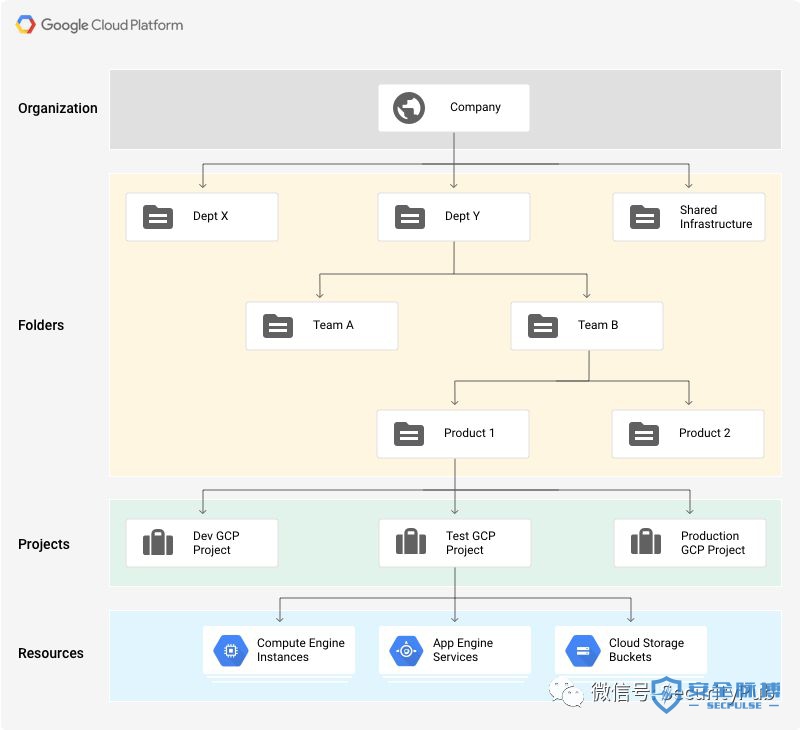 Google Cloud Platform
Organization
Company
Dept X
Dept Y
Shared
Infrastructure
Folders
Team A
Team B
Product 1
Product 2
Projects
Dev GCP
Project
Test GCP
Project
Production
GCP Project
Resources
Compute Engine
Instances
App Engine
Services
Cloud Storage
Buckets
微信号: SecurityHub
安全脉搏
SECPULSE